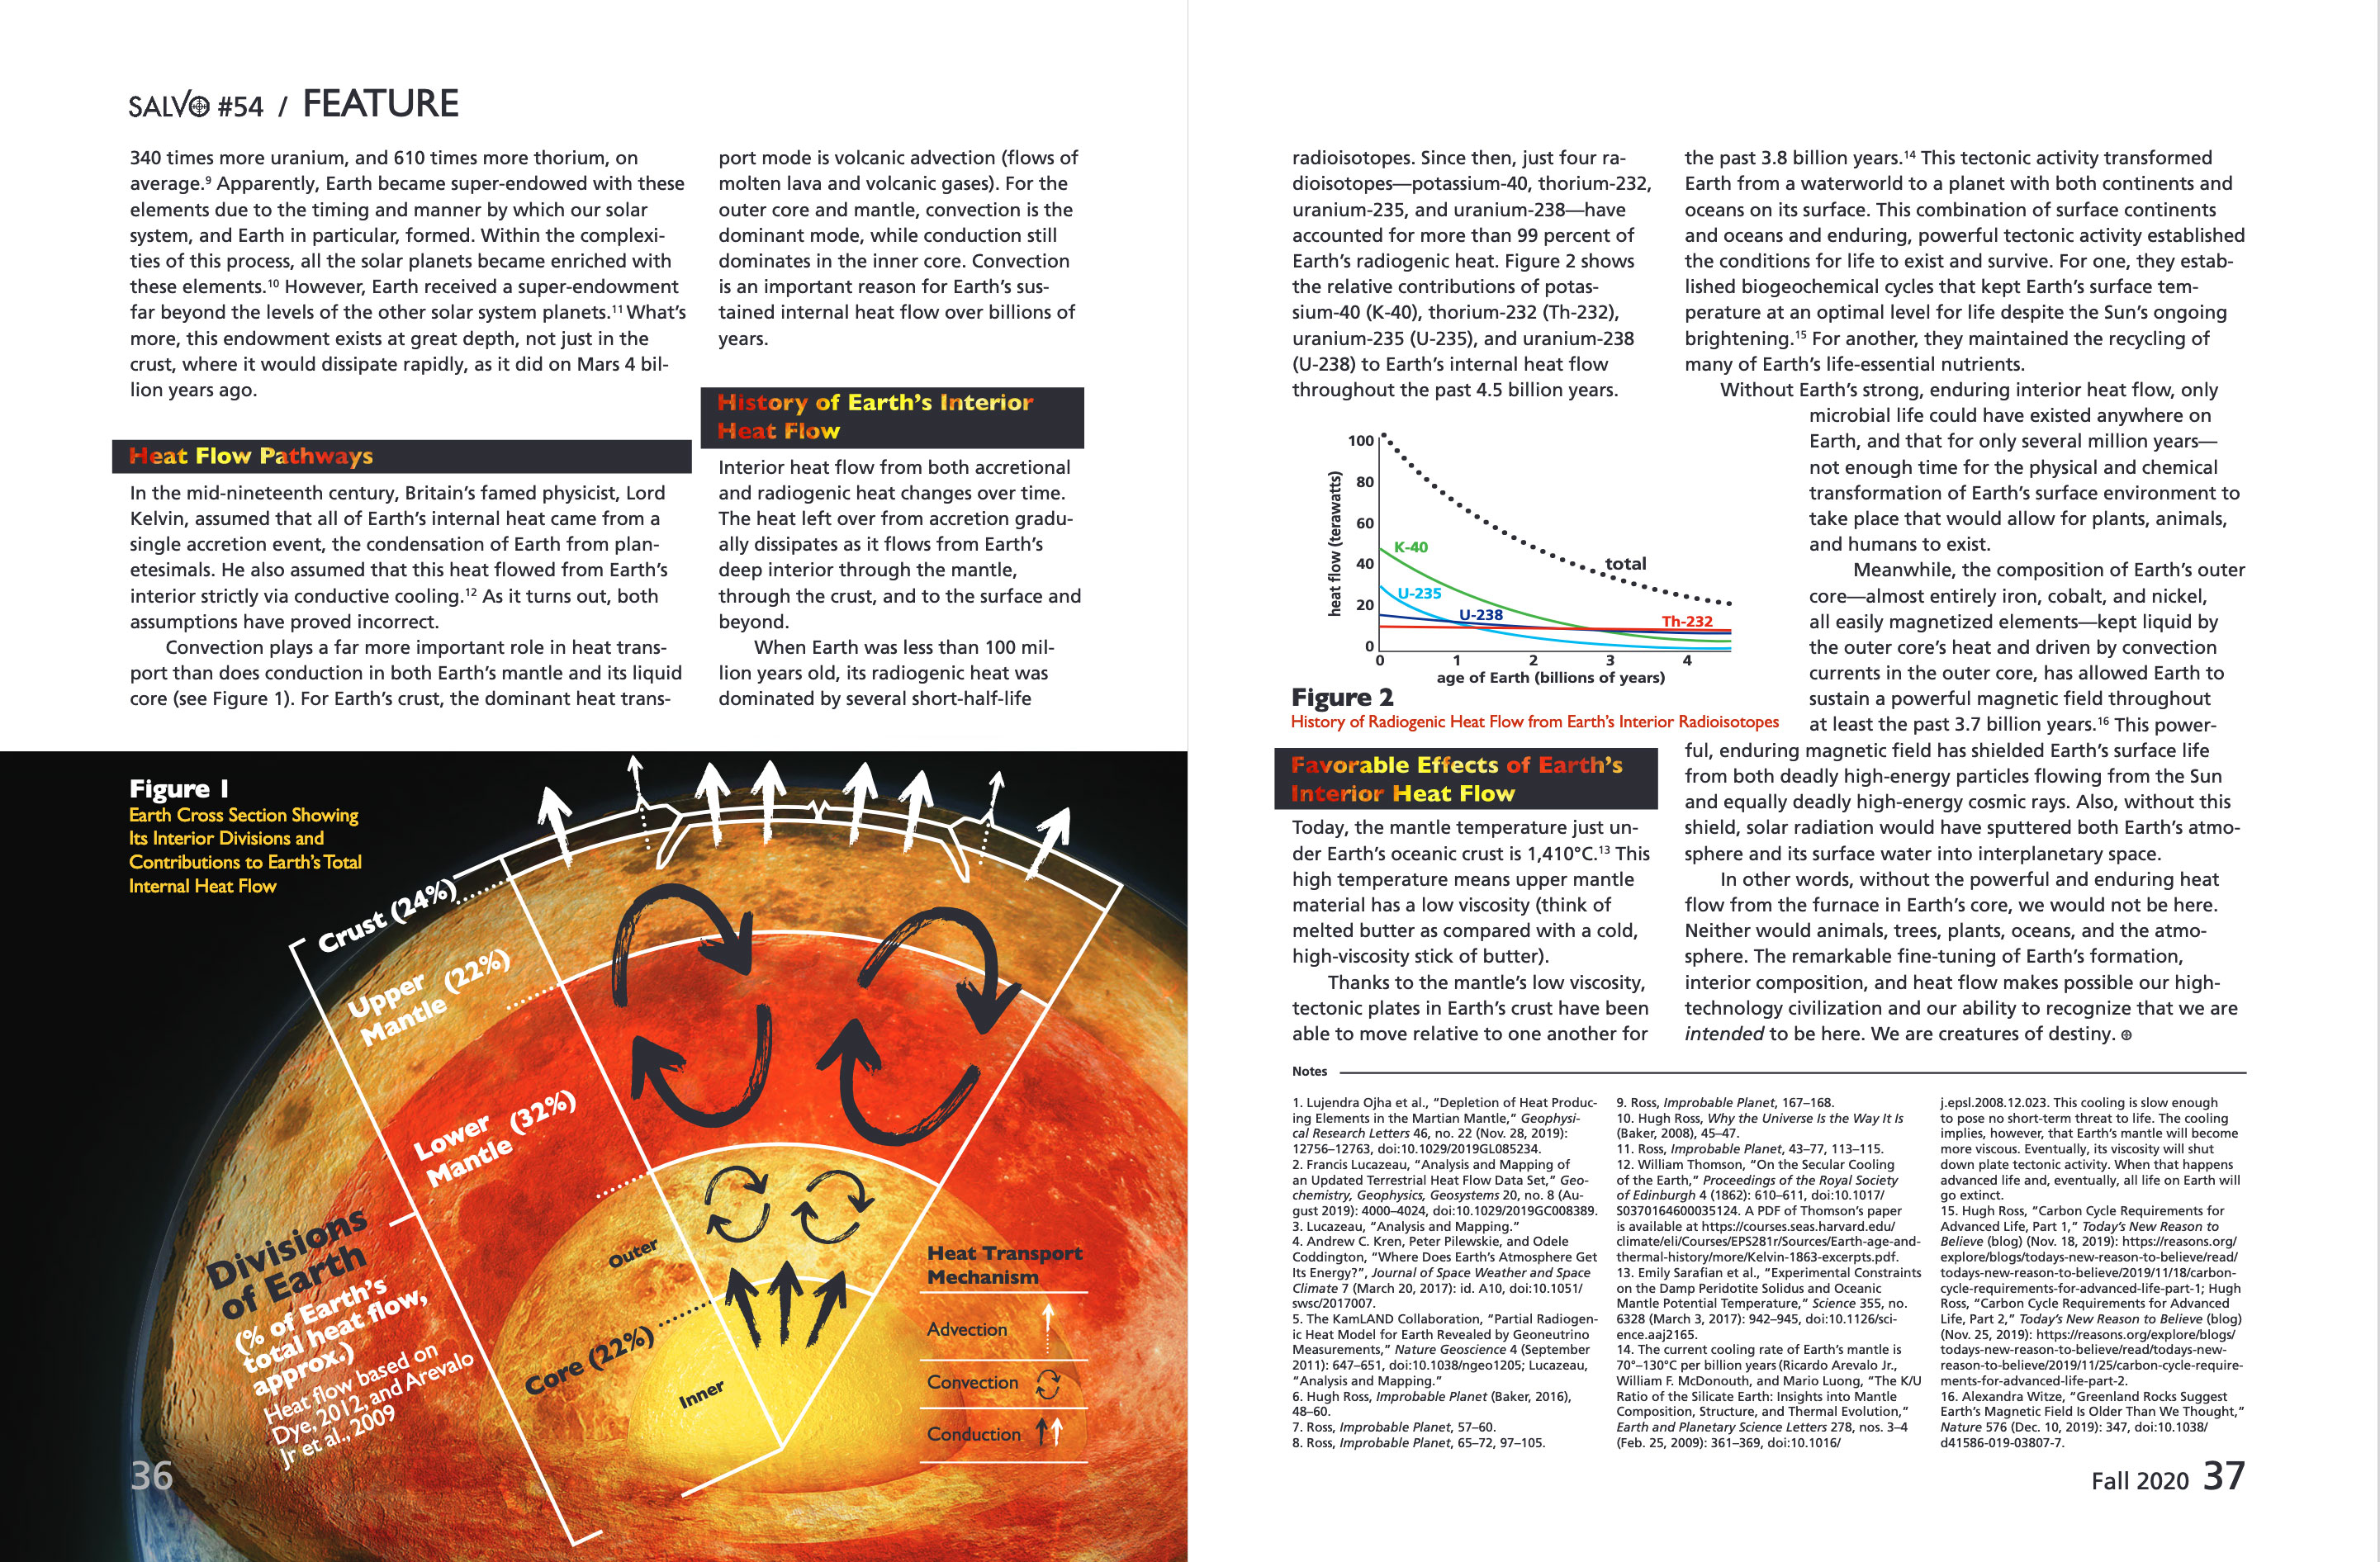 SALVO #54 / FEATURE
340 times more uranium, and 610 times more thorium, on
average.9 Apparently, Earth became super-endowed with these
elements due to the timing and manner by which our solar
system, and Earth in particular, formed. Within the complexi-
ties of this process, all the solar planets became enriched with
these elements.10 However, Earth received a super-endowment
far beyond the levels of the other solar system planets.11 What's
more, this endowment exists at great depth, not just in the
crust, where it would dissipate rapidly, as it did on Mars 4 bil-
lion years ago.
Heat Flow Pathways
In the mid-nineteenth century, Britain's famed physicist, Lord
Kelvin, assumed that all of Earth's internal heat came from a
single accretion event, the condensation of Earth from plan-
etesimals. He also assumed that this heat flowed from Earth's
interior strictly via conductive cooling.12 As it turns out, both
assumptions have proved incorrect.
Convection plays a far more important role in heat trans-
port than does conduction in both Earth's mantle and its liquid
core (see Figure 1). For Earth's crust, the dominant heat trans-
port mode is volcanic advection (flows of
molten lava and volcanic gases). For the
outer core and mantle, convection is the
dominant mode, while conduction still
dominates in the inner core. Convection
is an important reason for Earth's sus-
tained internal heat flow over billions of
years.
History of Earth's Interior
Heat Flow
Interior heat flow from both accretional
and radiogenic heat changes over time.
The heat left over from accretion gradu-
ally dissipates as it flows from Earth's
deep interior through the mantle,
through the crust, and to the surface and
beyond.
When Earth was less than 100 mil-
lion years old, its radiogenic heat was
dominated by several short-half-life
Figure 1
Earth Cross Section Showing
Its Interior Divisions and
Contributions to Earth's Total
Internal Heat Flow
Crust (24%)
Upper
Mantle (22%)
Lower
Mantle (32%)
Outer
Core (22%)
Inner
Divisions
of Earth
(% of Earth's
total heat flow,
approx.)
Heat flow based on
Dye, 2012, and Arevalo
Jr et al., 2009
Heat Transport
Mechanism
Advection
Convection
Conduction
36
radioisotopes. Since then, just four ra-
dioisotopes—potassium-40, thorium-232,
uranium-235, and uranium-238—have
accounted for more than 99 percent of
Earth's radiogenic heat. Figure 2 shows
the relative contributions of potas-
sium-40 (K-40), thorium-232 (Th-232),
uranium-235 (U-235), and uranium-238
(U-238) to Earth's internal heat flow
throughout the past 4.5 billion years.
heat flow (terawatts)
100
80
60
40
20
0
K-40
U-235
U-238
total
Th-232
0 1 2 3 4
age of Earth (billions of years)
Figure 2
History of Radiogenic Heat Flow from Earth's Interior Radioisotopes
Favorable Effects of Earth's
Interior Heat Flow
Today, the mantle temperature just un-
der Earth's oceanic crust is 1,410°C.13 This
high temperature means upper mantle
material has a low viscosity (think of
melted butter as compared with a cold,
high-viscosity stick of butter).
Thanks to the mantle's low viscosity,
tectonic plates in Earth's crust have been
able to move relative to one another for
the past 3.8 billion years.14 This tectonic activity transformed
Earth from a waterworld to a planet with both continents and
oceans on its surface. This combination of surface continents
and oceans and enduring, powerful tectonic activity established
the conditions for life to exist and survive. For one, they estab-
lished biogeochemical cycles that kept Earth's surface tem-
perature at an optimal level for life despite the Sun's ongoing
brightening.15 For another, they maintained the recycling of
many of Earth's life-essential nutrients.
Without Earth's strong, enduring interior heat flow, only
microbial life could have existed anywhere on
Earth, and that for only several million years—
not enough time for the physical and chemical
transformation of Earth's surface environment to
take place that would allow for plants, animals,
and humans to exist.
Meanwhile, the composition of Earth's outer
core—almost entirely iron, cobalt, and nickel,
all easily magnetized elements—kept liquid by
the outer core's heat and driven by convection
currents in the outer core, has allowed Earth to
sustain a powerful magnetic field throughout
at least the past 3.7 billion years.16 This power-
ful, enduring magnetic field has shielded Earth's surface life
from both deadly high-energy particles flowing from the Sun
and equally deadly high-energy cosmic rays. Also, without this
shield, solar radiation would have sputtered both Earth's atmo-
sphere and its surface water into interplanetary space.
In other words, without the powerful and enduring heat
flow from the furnace in Earth's core, we would not be here.
Neither would animals, trees, plants, oceans, and the atmo-
sphere. The remarkable fine-tuning of Earth's formation,
interior composition, and heat flow makes possible our high-
technology civilization and our ability to recognize that we are
intended to be here. We are creatures of destiny.
Notes
1. Lujendra Ojha et al., "Depletion of Heat Produc-
ing Elements in the Martian Mantle," Geophysi-
cal Research Letters 46, no. 22 (Nov. 28, 2019):
12756–12763, doi:10.1029/2019GL085234.
2. Francis Lucazeau, "Analysis and Mapping of
an Updated Terrestrial Heat Flow Data Set," Geo-
chemistry, Geophysics, Geosystems 20, no. 8 (Au-
gust 2019): 4000–4024, doi:10.1029/2019GC008389.
3. Lucazeau, "Analysis and Mapping."
4. Andrew C. Kren, Peter Pilewskie, and Odele
Coddington, "Where Does Earth's Atmosphere Get
Its Energy?", Journal of Space Weather and Space
Climate 7 (March 20, 2017): id. A10, doi:10.1051/
swsc/2017007.
5. The KamLAND Collaboration, "Partial Radiogen-
ic Heat Model for Earth Revealed by Geoneutrino
Measurements," Nature Geoscience 4 (September
2011): 647–651, doi:10.1038/ngeo1205; Lucazeau,
"Analysis and Mapping."
6. Hugh Ross, Improbable Planet (Baker, 2016),
48–60.
7. Ross, Improbable Planet, 57–60.
8. Ross, Improbable Planet, 65–72, 97–105.
9. Ross, Improbable Planet, 167–168.
10. Hugh Ross, Why the Universe Is the Way It Is
(Baker, 2008), 45–47.
11. Ross, Improbable Planet, 43–77, 113–115.
12. William Thomson, "On the Secular Cooling
of the Earth," Proceedings of the Royal Society
of Edinburgh 4 (1862): 610–611, doi:10.1017/
S0370164600035124. A PDF of Thomson's paper
is available at https://courses.seas.harvard.edu/
climate/eli/Courses/EPS281r/Sources/Earth-age-and-
thermal-history/more/Kelvin-1863-excerpts.pdf.
13. Emily Sarafian et al., "Experimental Constraints
on the Damp Peridotite Solidus and Oceanic
Mantle Potential Temperature," Science 355, no.
6328 (March 3, 2017): 942–945, doi:10.1126/sci-
ence.aaj2165.
14. The current cooling rate of Earth's mantle is
70°–130°C per billion years (Ricardo Arevalo Jr.,
William F. McDonouth, and Mario Luong, "The K/U
Ratio of the Silicate Earth: Insights into Mantle
Composition, Structure, and Thermal Evolution,"
Earth and Planetary Science Letters 278, nos. 3–4
(Feb. 25, 2009): 361–369, doi:10.1016/
j.epsl.2008.12.023. This cooling is slow enough
to pose no short-term threat to life. The cooling
implies, however, that Earth's mantle will become
more viscous. Eventually, its viscosity will shut
down plate tectonic activity. When that happens
advanced life and, eventually, all life on Earth will
go extinct.
15. Hugh Ross, "Carbon Cycle Requirements for
Advanced Life, Part 1," Today's New Reason to
Believe (blog) (Nov. 18, 2019): https://reasons.org/
explore/blogs/todays-new-reason-to-believe/read/
todays-new-reason-to-believe/2019/11/18/carbon-
cycle-requirements-for-advanced-life-part-1; Hugh
Ross, "Carbon Cycle Requirements for Advanced
Life, Part 2," Today's New Reason to Believe (blog)
(Nov. 25, 2019): https://reasons.org/explore/blogs/
todays-new-reason-to-believe/read/todays-new-
reason-to-believe/2019/11/25/carbon-cycle-require-
ments-for-advanced-life-part-2.
16. Alexandra Witze, "Greenland Rocks Suggest
Earth's Magnetic Field Is Older Than We Thought,"
Nature 576 (Dec. 10, 2019): 347, doi:10.1038/
d41586-019-03807-7.
Fall 2020 37